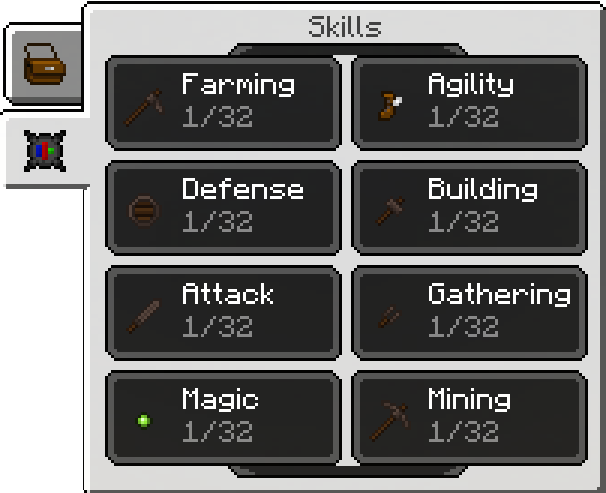 Skills
Farming
1/32
Agility
1/32
Defense
1/32
Building
1/32
Attack
1/32
Gathering
1/32
Magic
1/32
Mining
1/32